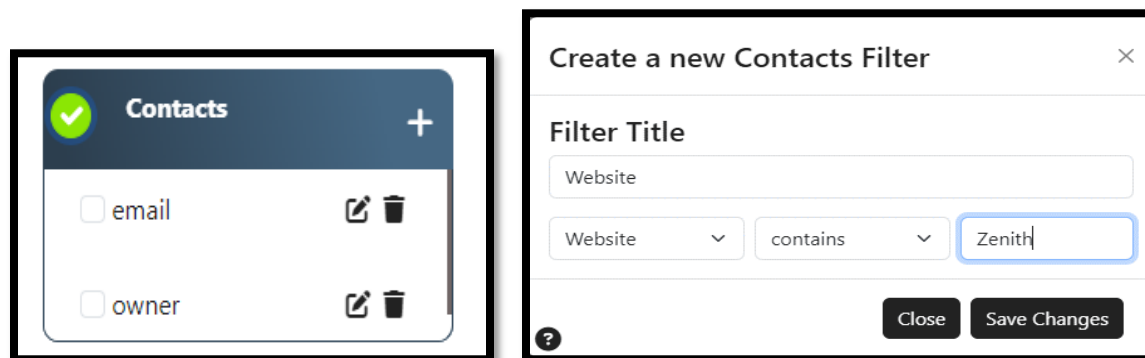 Contacts
email
owner
Create a new Contacts Filter
Filter Title
Website
Website contains Zenith
Close Save Changes